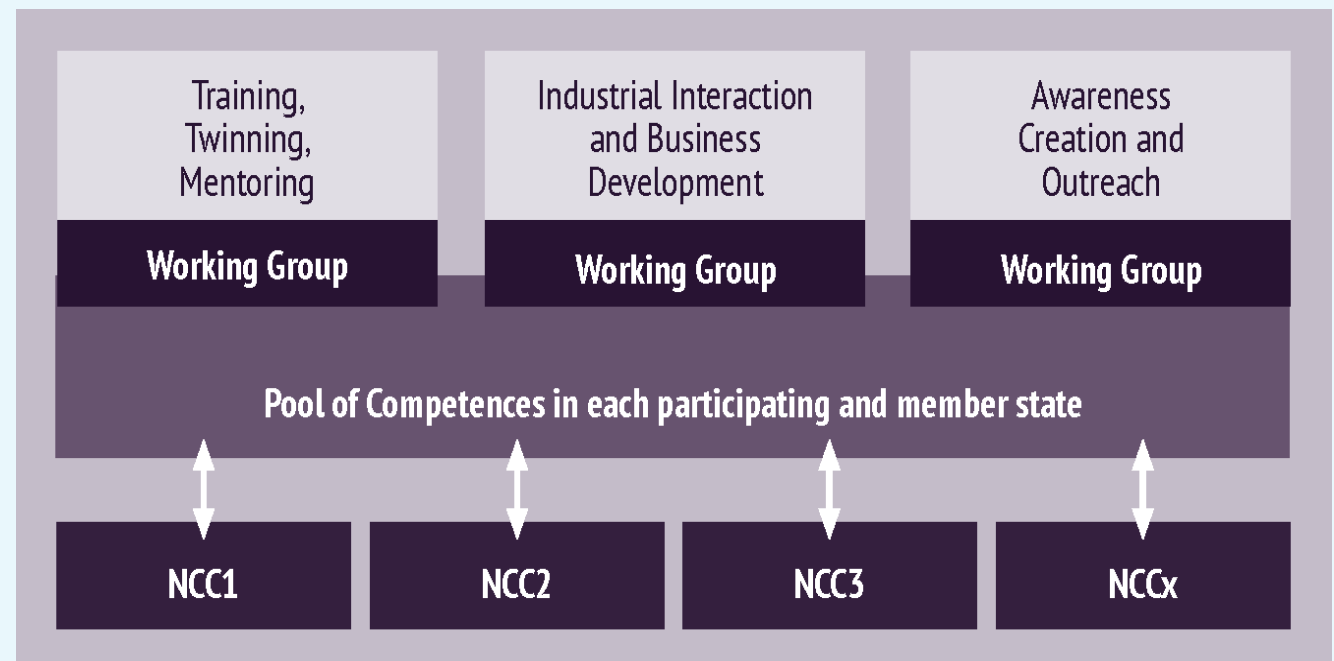 Training,
Twinning,
Mentoring
Working Group
Industrial Interaction
and Business
Development
Working Group
Awareness
Creation and
Outreach
Working Group
Pool of Competences in each participating and member state
NCC1
NCC2
NCC3
NCCx